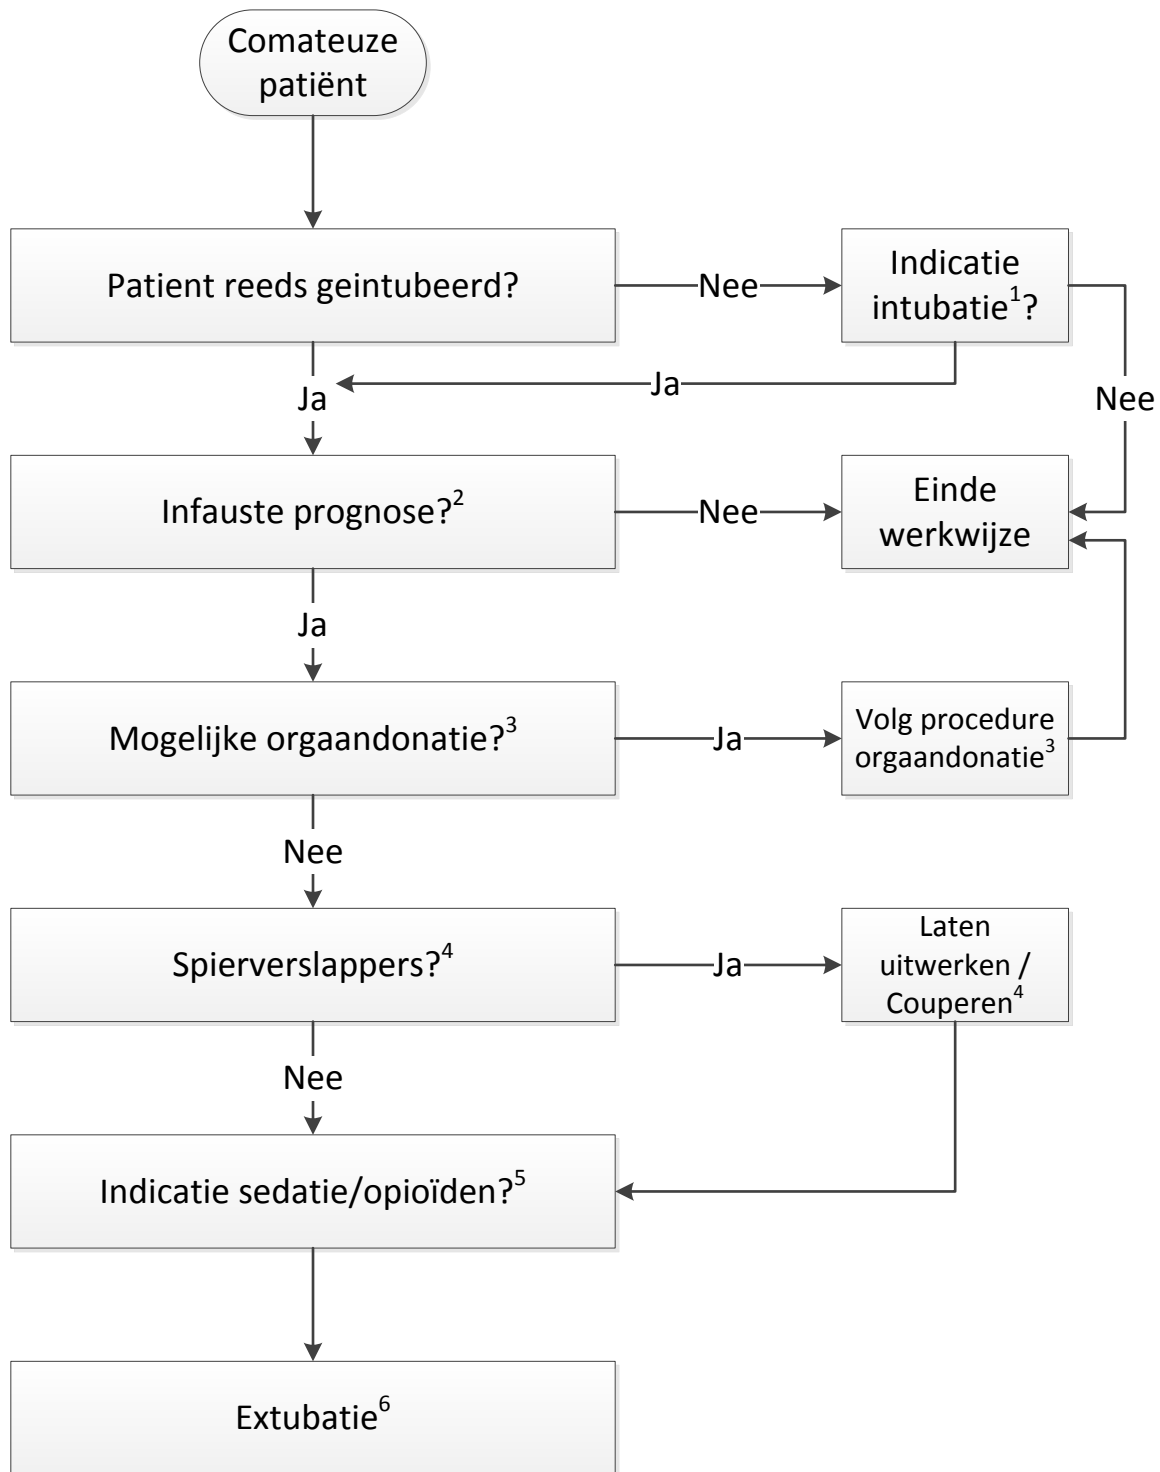 Comateuze
patiënt
Patient reeds geintubeerd?
Nee
Indicatie
intubatie¹?
Ja
Ja
Nee
Infauste prognose?²
Nee
Einde
werkwijze
Ja
Mogelijke orgaandonatie?³
Ja
Volg procedure
orgaandonatie³
Nee
Spierverslappers?⁴
Ja
Laten
uitwerken /
Couperen⁴
Nee
Indicatie sedatie/opioïden?⁵
Extubatie⁶